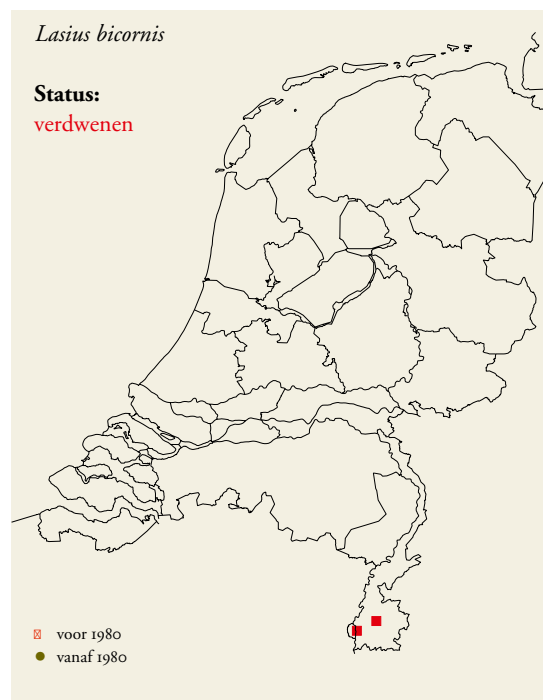 Lasius bicornis
Status:
verdwenen
voor 1980
vanaf 1980